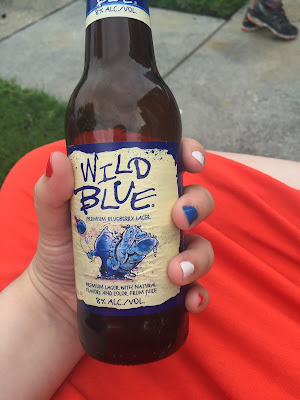 8% ALC./VOL.
WILD
BLUE
PREMIUM BLUEBERRY LAGER
PREMIUM LAGER WITH NATURAL
FLAVORS AND COLOR FROM JUICE
8% ALC./VOL.